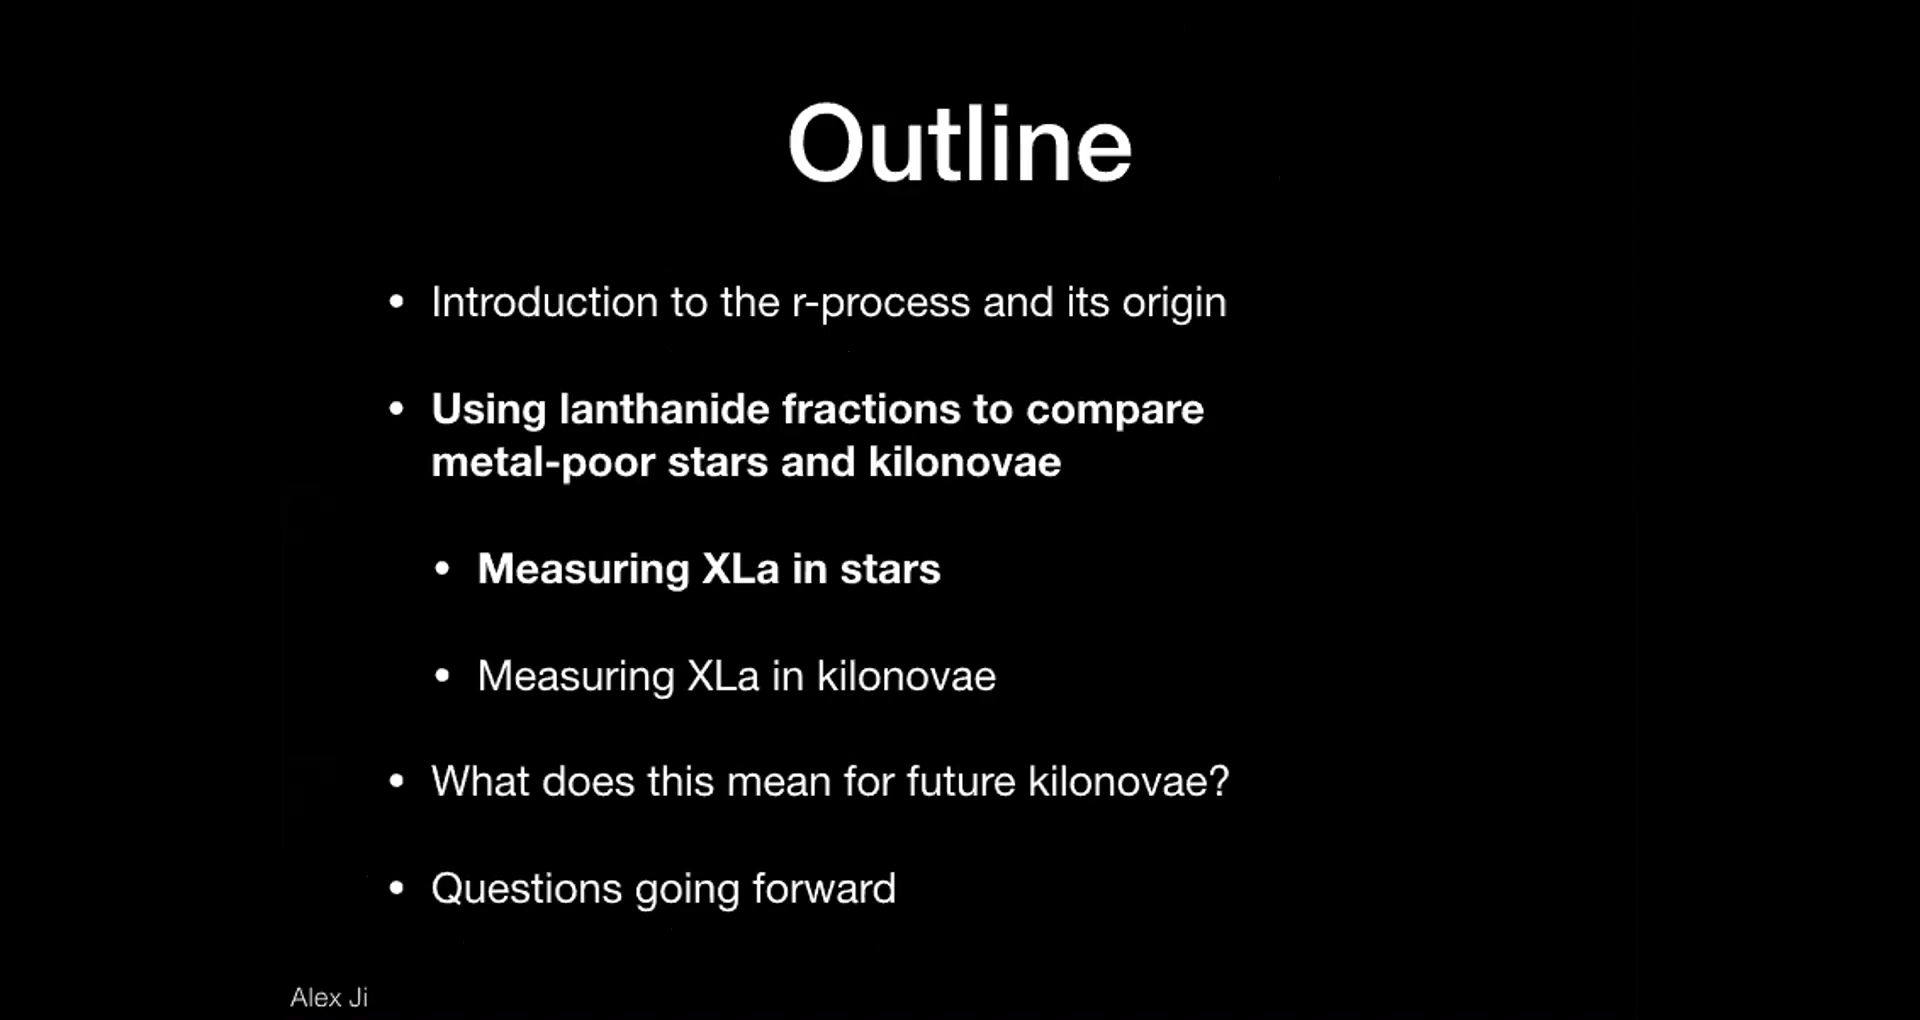 Outline
• Introduction to the r-process and its origin
• Using lanthanide fractions to compare
metal-poor stars and kilonovae
• Measuring XLa in stars
• Measuring XLa in kilonovae
• What does this mean for future kilonovae?
• Questions going forward
Alex Ji